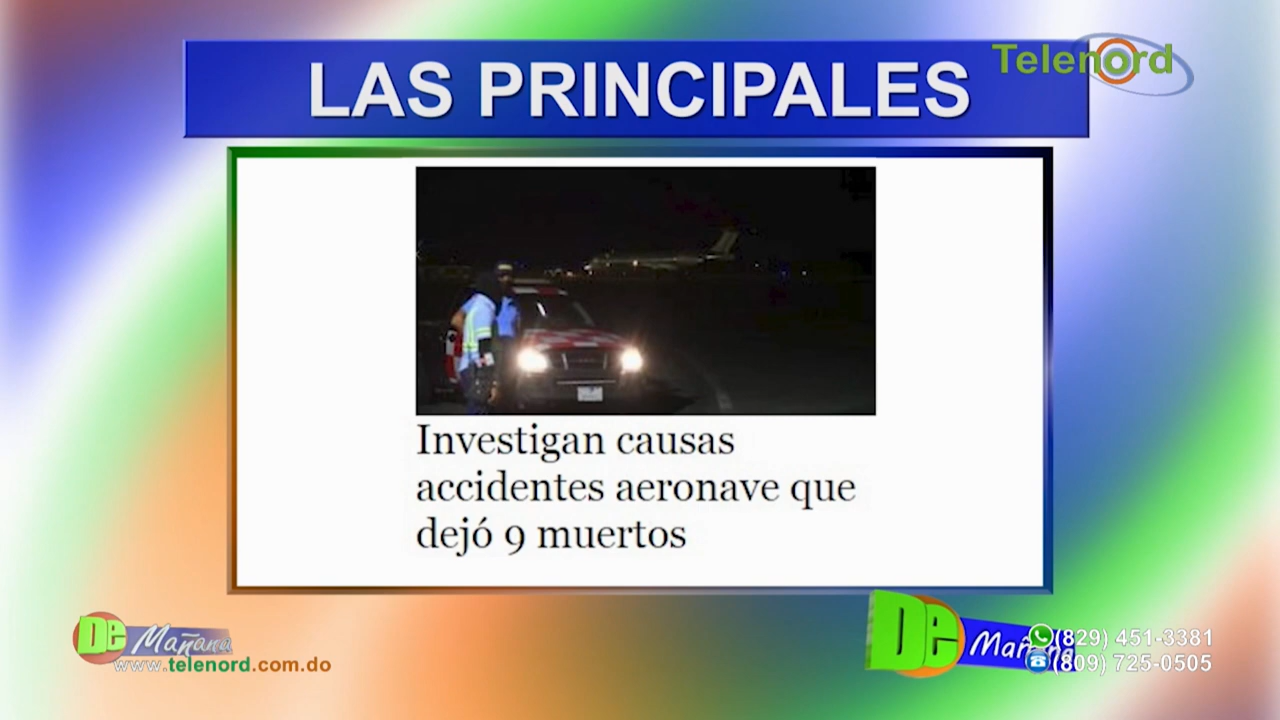 LAS PRINCIPALES
Telenord
Investigan causas
accidentes aeronave que
dejó 9 muertos
De Mañana
www.telenord.com.do
De Mañana
(829) 451-3381
(809) 725-0505